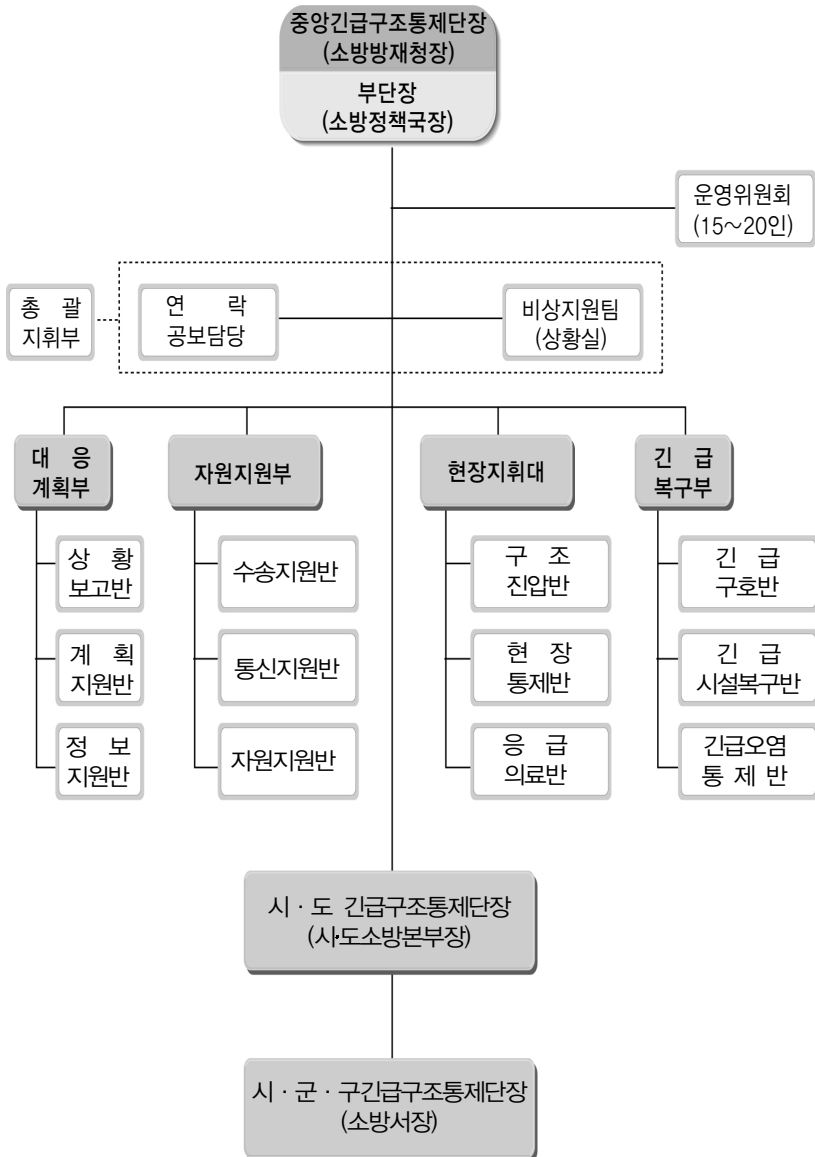 중앙긴급구조통제단장
(소방방재청장)
부단장
(소방정책국장)
운영위원회
(15~20인)
총 괄
지휘부
연 락
공보담당
비상지원팀
(상황실)
대 응
계획부
자원지원부
현장지휘대
긴 급
복구부
상 황
보고반
수송지원반
구 조
진압반
긴 급
구호반
계 획
지원반
통신지원반
현 장
통제반
긴 급
시설복구반
정 보
지원반
자원지원반
응 급
의료반
긴급오염
통 제 반
시 · 도 긴급구조통제단장
(시·도소방본부장)
시 · 군 · 구긴급구조통제단장
(소방서장)